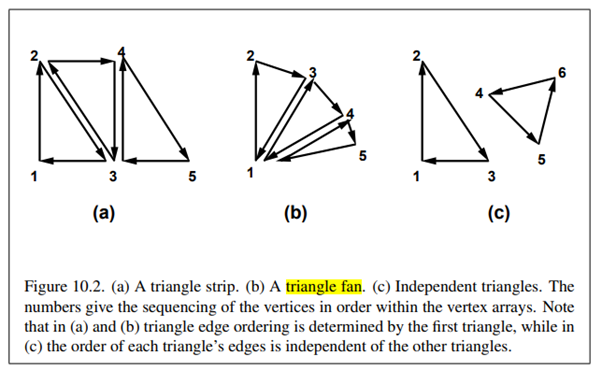 2 4 1 3 5
2 3 4 1 5
2 6 4 1 3 5
(a) (b) (c)
Figure 10.2. (a) A triangle strip. (b) A triangle fan. (c) Independent triangles. The
numbers give the sequencing of the vertices in order within the vertex arrays. Note
that in (a) and (b) triangle edge ordering is determined by the first triangle, while in
(c) the order of each triangle's edges is independent of the other triangles.